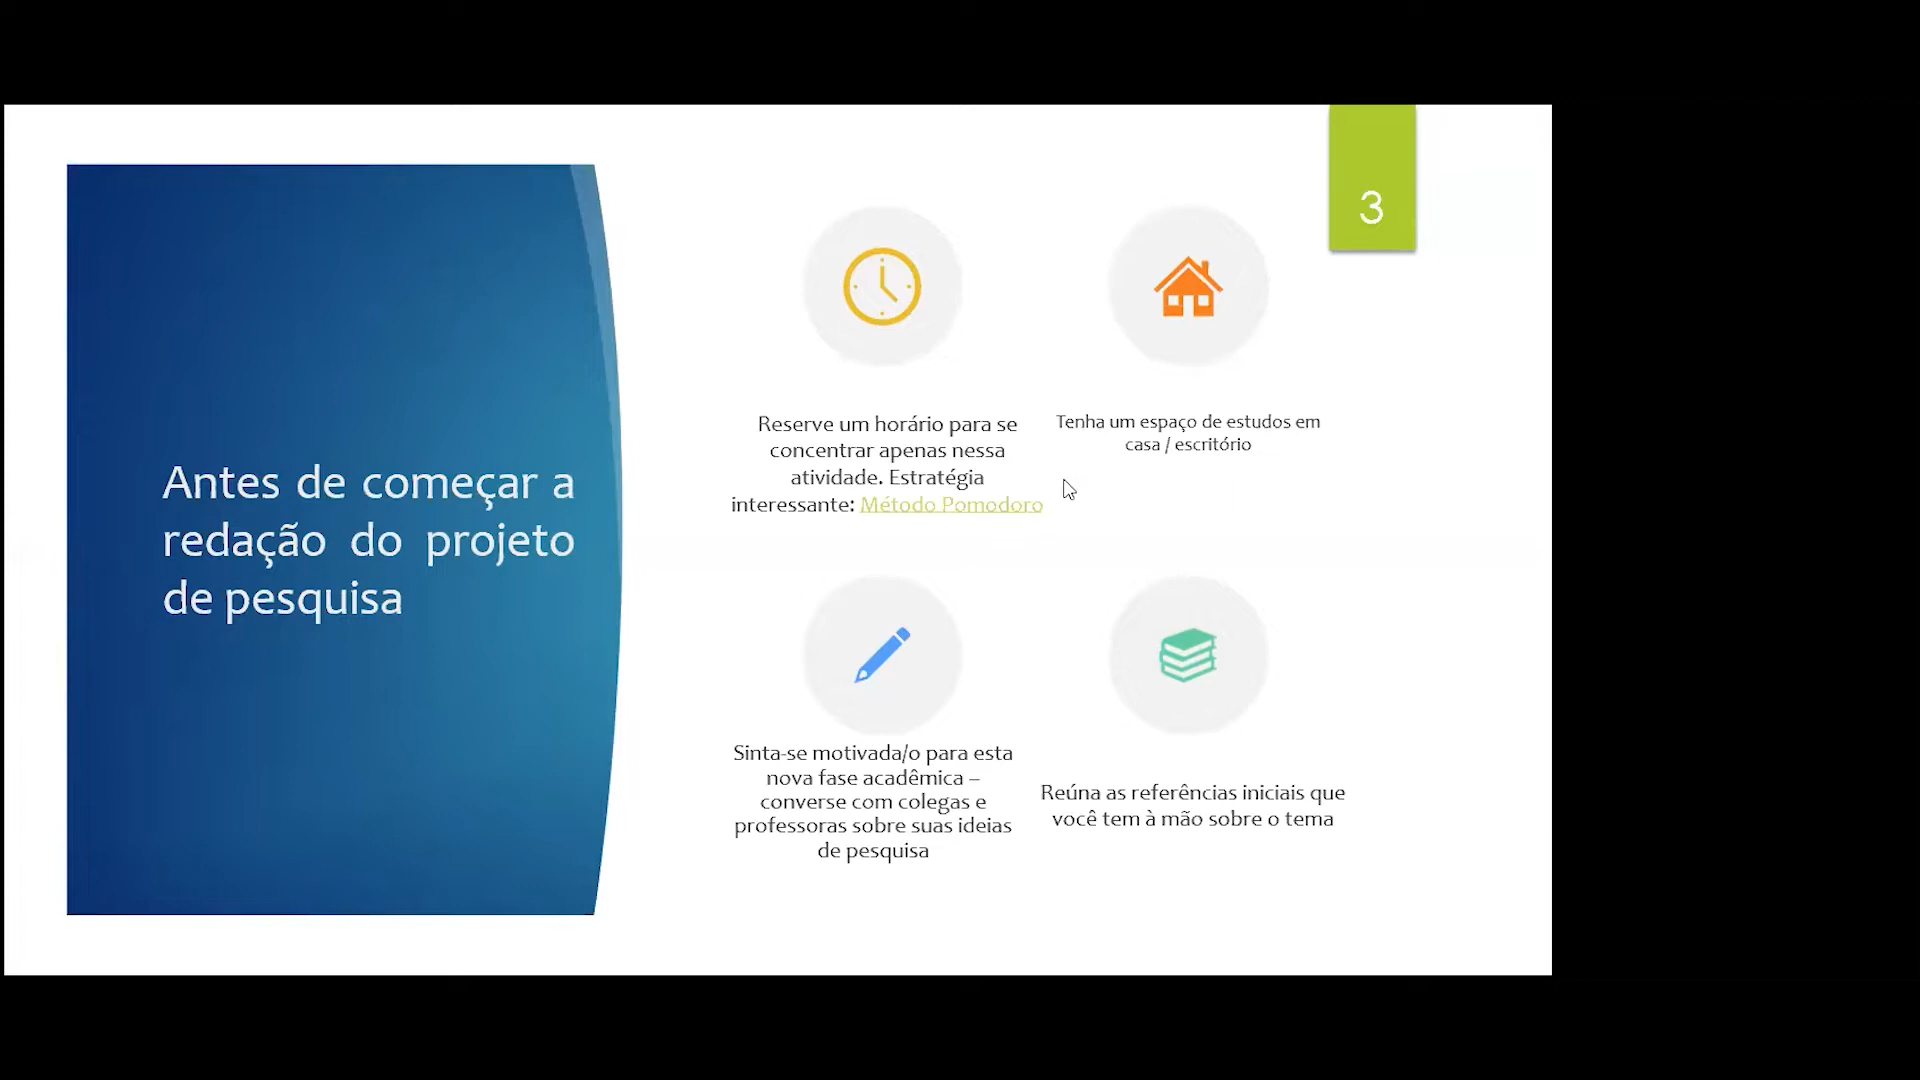 3
Antes de começar a
redação do projeto
de pesquisa
Reserve um horário para se
concentrar apenas nessa
atividade. Estratégia
interessante: Método Pomodoro
Tenha um espaço de estudos em
casa / escritório
Sinta-se motivada/o para esta
nova fase acadêmica –
converse com colegas e
professoras sobre suas ideias
de pesquisa
Reúna as referências iniciais que
você tem à mão sobre o tema